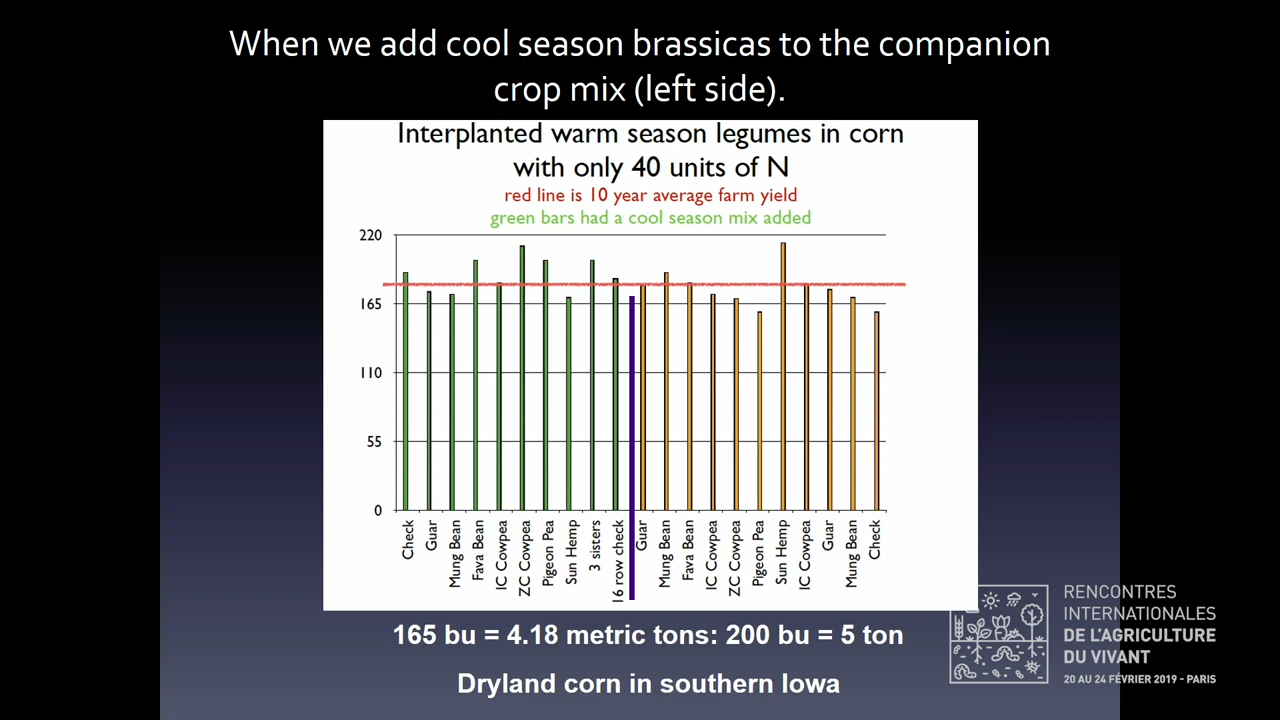 When we add cool season brassicas to the companion
crop mix (left side).
Interplanted warm season legumes in corn
with only 40 units of N
red line is 10 year average farm yield
green bars had a cool season mix added
220
165
110
55
0
Check
Guar
Mung Bean
Fava Bean
IC Cowpea
ZC Cowpea
Pigeon Pea
Sun Hemp
3 sisters
16 row check
Guar
Mung Bean
Fava Bean
IC Cowpea
ZC Cowpea
Pigeon Pea
Sun Hemp
IC Cowpea
Guar
Mung Bean
Check
165 bu = 4.18 metric tons: 200 bu = 5 ton
Dryland corn in southern Iowa
RENCONTRES
INTERNATIONALES
DE L'AGRICULTURE
DU VIVANT
20 AU 24 FÉVRIER 2019 - PARIS